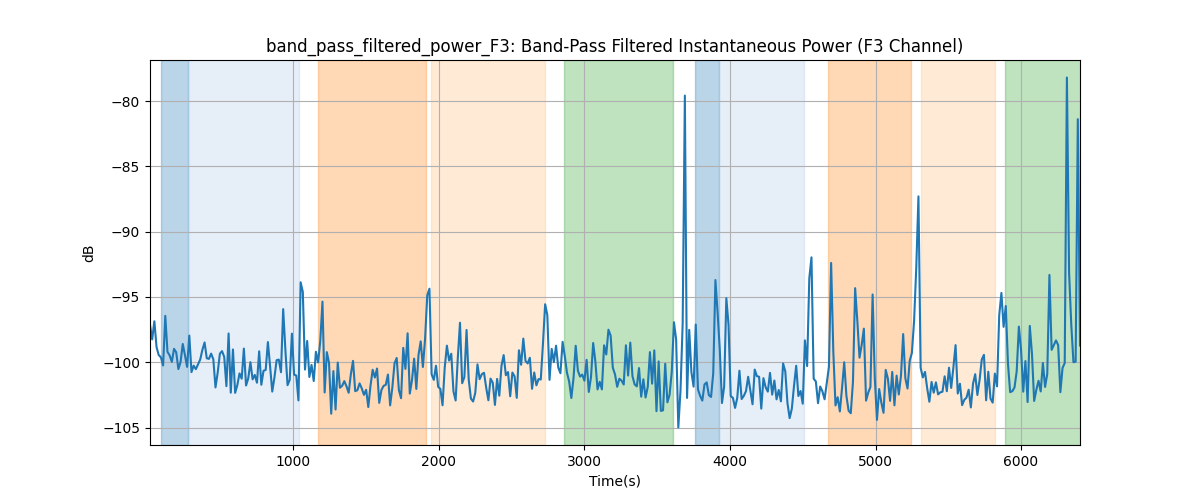 band_pass_filtered_power_F3: Band-Pass Filtered Instantaneous Power (F3 Channel)
−80
−85
−90
−95
−100
−105
dB
1000 2000 3000 4000 5000 6000
Time(s)